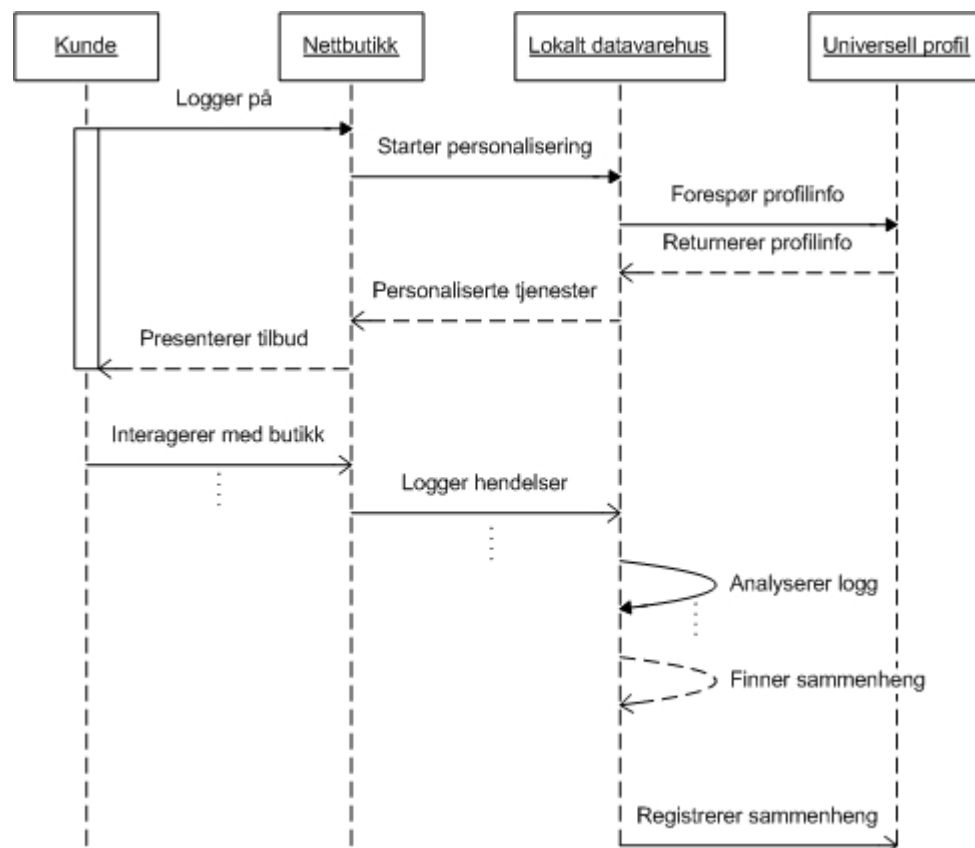 Kunde
Nettbutikk
Lokalt datavarehus
Universell profil
Logger på
Starter personalisering
Forespør profilinfo
Returnerer profilinfo
Personaliserte tjenester
Presenterer tilbud
Interagerer med butikk
Logger hendelser
Analyserer logg
Finner sammenheng
Registrerer sammenheng